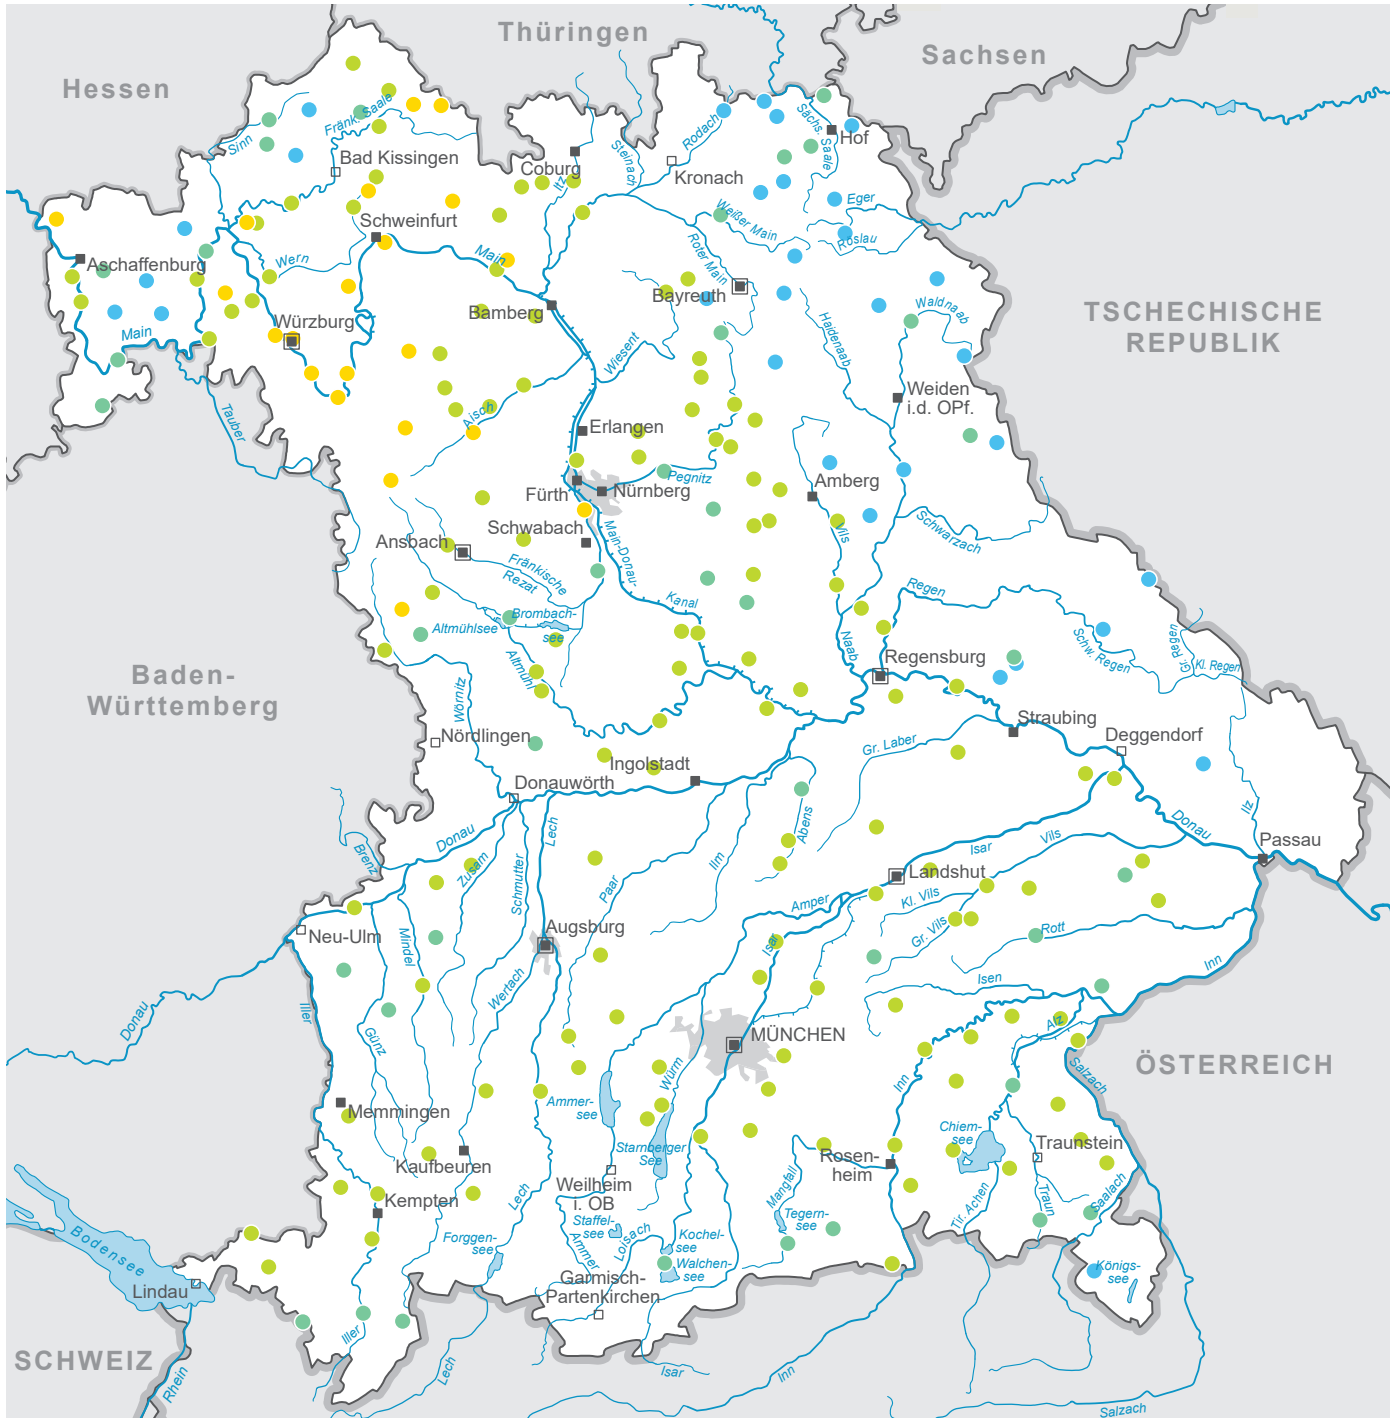 Thüringen
Sachsen
Hessen
Fränk. Saale
Sinn
Rodach
Sächs. Saale
Hof
Steinach
Bad Kissingen
Coburg
Itz
Kronach
Eger
Weißer Main
Röslau
Schweinfurt
Main
Roter Main
Wern
Aschaffenburg
Bayreuth
Waldnaab
TSCHECHISCHE
REPUBLIK
Bamberg
Würzburg
Main
Haidenaab
Wiesent
Weiden
i.d. OPf.
Tauber
Aisch
Erlangen
Pegnitz
Amberg
Fürth
Nürnberg
Schwabach
Main-Donau-
Kanal
Vils
Schwarzach
Ansbach
Fränkische
Rezat
Regen
Brombach-
see
Altmühlsee
Altmühl
Naab
Schw. Regen
Gr. Regen
Kl. Regen
Regensburg
Baden-
Württemberg
Wörnitz
Nördlingen
Straubing
Deggendorf
Gr. Laber
Ingolstadt
Donauwörth
Abens
Ilz
Donau
Lech
Donau
Passau
Brenz
Zusam
Schmutter
Paar
Ilm
Isar
Vils
Landshut
Kl. Vils
Amper
Gr. Vils
Rott
Neu-Ulm
Mindel
Augsburg
Isar
Inn
Wertach
Isen
Donau
Iller
Günz
MÜNCHEN
Alz
Würm
Inn
Salzach
ÖSTERREICH
Ammer-
see
Memmingen
Starnberger
See
Chiem-
see
Traunstein
Kaufbeuren
Rosen-
heim
Mangfall
Weilheim
i. OB
Kempten
Lech
Tegern-
see
Tir. Achen
Traun
Saalach
Staffel-
see
Ammer
Loisach
Kochel-
see
Walchen-
see
Forggen-
see
Bodensee
Lindau
Garmisch-
Partenkirchen
Königs-
see
Iller
SCHWEIZ
Rhein
Lech
Isar
Inn
Salzach